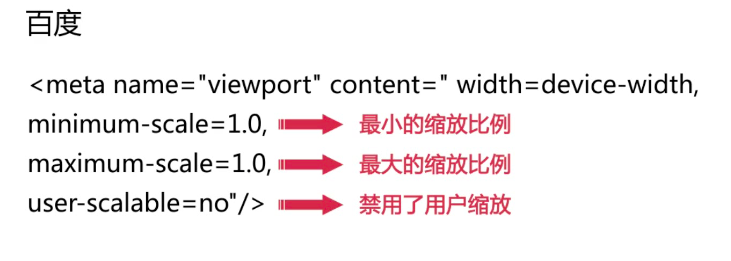 百度
<meta name="viewport" content=" width=device-width,
minimum-scale=1.0, 最小的缩放比例
maximum-scale=1.0, 最大的缩放比例
user-scalable=no"/> 禁用了用户缩放